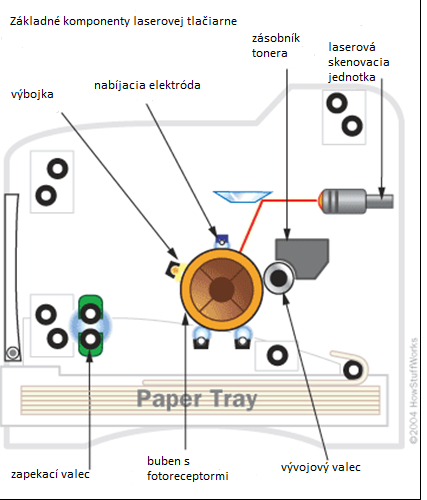 Základné komponenty laserovej tlačiarne
zásobník
tonera
laserová
skenovacia
jednotka
nabíjacia elektróda
výbojka
Paper Tray
©2004 HowStuffWorks
zapekací valec
buben s
fotoreceptormi
vývojový valec